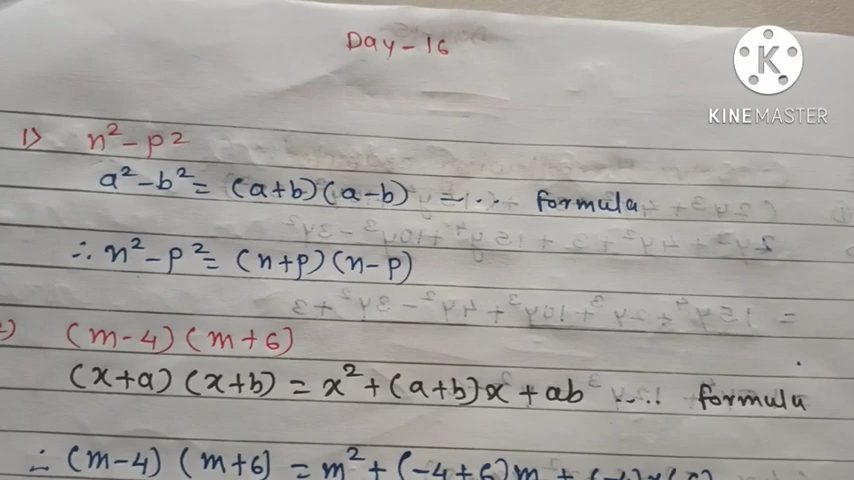 Day-16
K
KINEMASTER
1) n² - p²
a² - b² = (a+b)(a-b) -... formula
∴ n² - p² = (n+p)(n-p)
2) (m-4)(m+6)
(x+a)(x+b) = x² + (a+b)x + ab .... formula
∴ (m-4)(m+6) = m² + (-4+6)m +